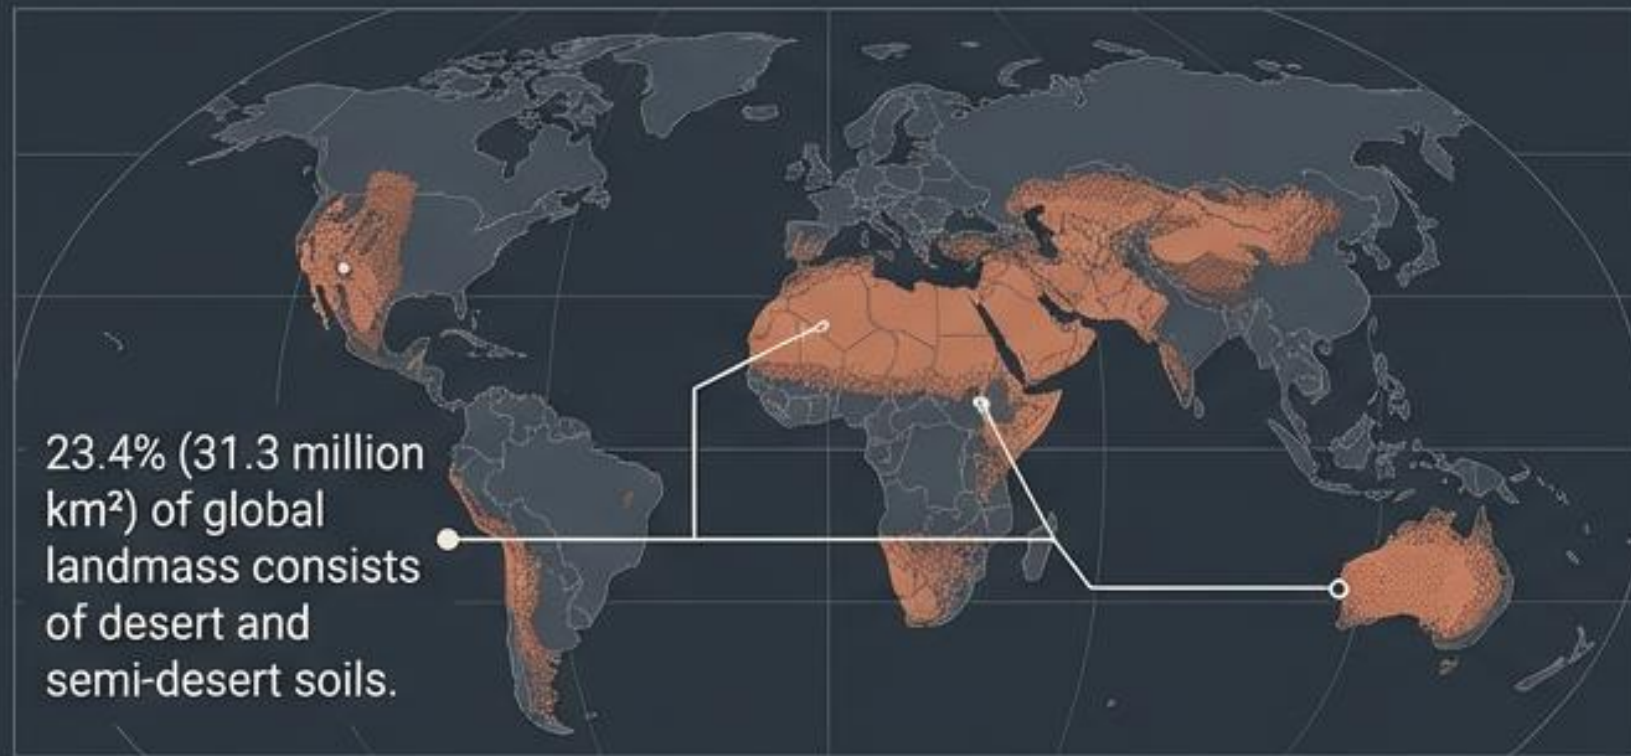 23.4% (31.3 million
km²) of global
landmass consists
of desert and
semi-desert soils.